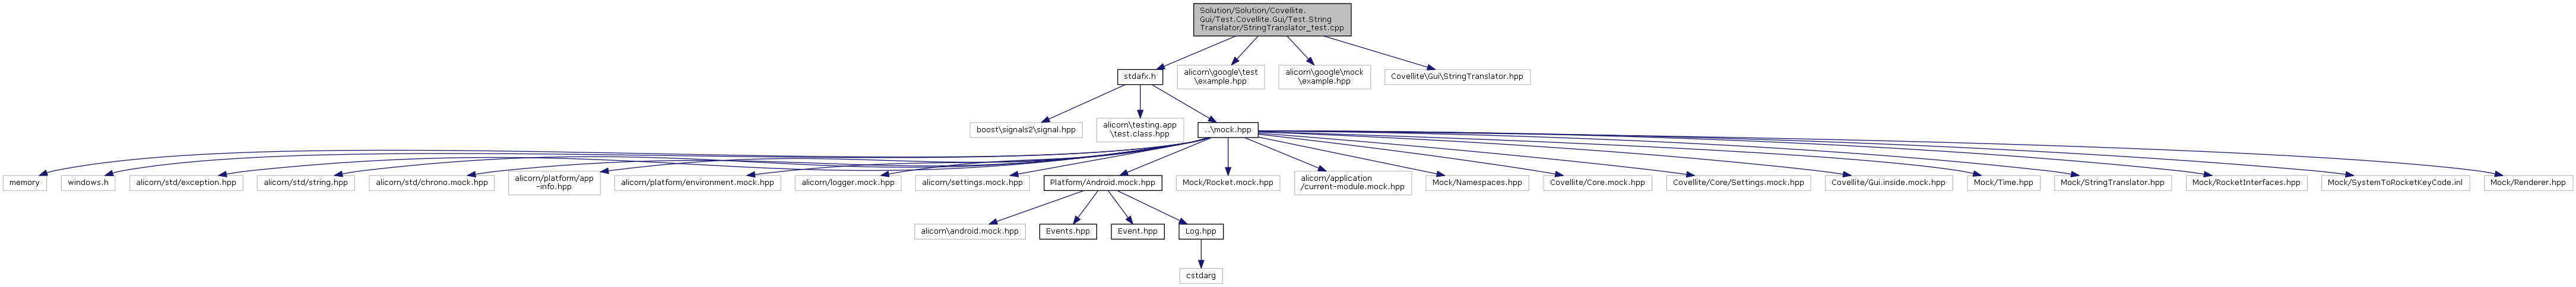 Solution/Solution/Covellite.
Gui/Test.Covellite.Gui/Test.String
Translator/StringTranslator_test.cpp
stdafx.h
alicorn\google\test
\example.hpp
alicorn\google\mock
\example.hpp
Covellite\Gui\StringTranslator.hpp
boost\signals2\signal.hpp
alicorn\testing.app
\test.class.hpp
..\mock.hpp
memory
windows.h
alicorn/std/exception.hpp
alicorn/std/string.hpp
alicorn/std/chrono.mock.hpp
alicorn/platform/app
-info.hpp
alicorn/platform/environment.mock.hpp
alicorn/logger.mock.hpp
alicorn/settings.mock.hpp
Platform/Android.mock.hpp
Mock/Rocket.mock.hpp
alicorn/application
/current-module.mock.hpp
Mock/Namespaces.hpp
Covellite/Core.mock.hpp
Covellite/Core/Settings.mock.hpp
Covellite/Gui.inside.mock.hpp
Mock/Time.hpp
Mock/StringTranslator.hpp
Mock/RocketInterfaces.hpp
Mock/SystemToRocketKeyCode.inl
Mock/Renderer.hpp
alicorn\android.mock.hpp
Events.hpp
Event.hpp
Log.hpp
cstdarg